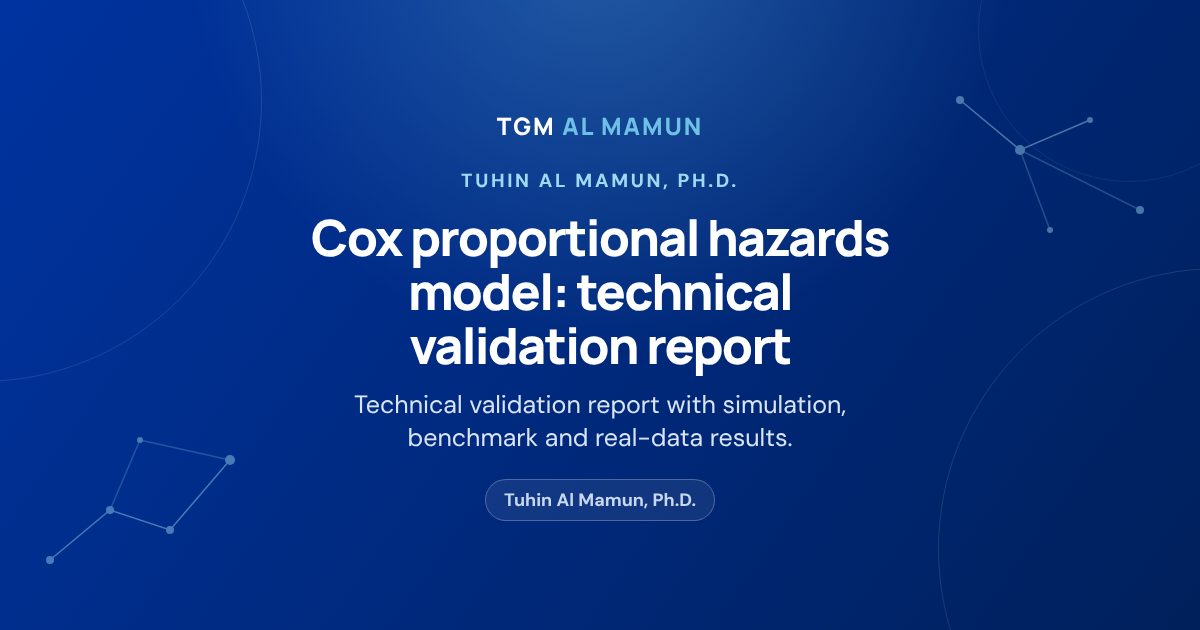 TGM AL MAMUN
TUHIN AL MAMUN, PH.D.
Cox proportional hazards
model: technical
validation report
Technical validation report with simulation,
benchmark and real-data results.
Tuhin Al Mamun, Ph.D.